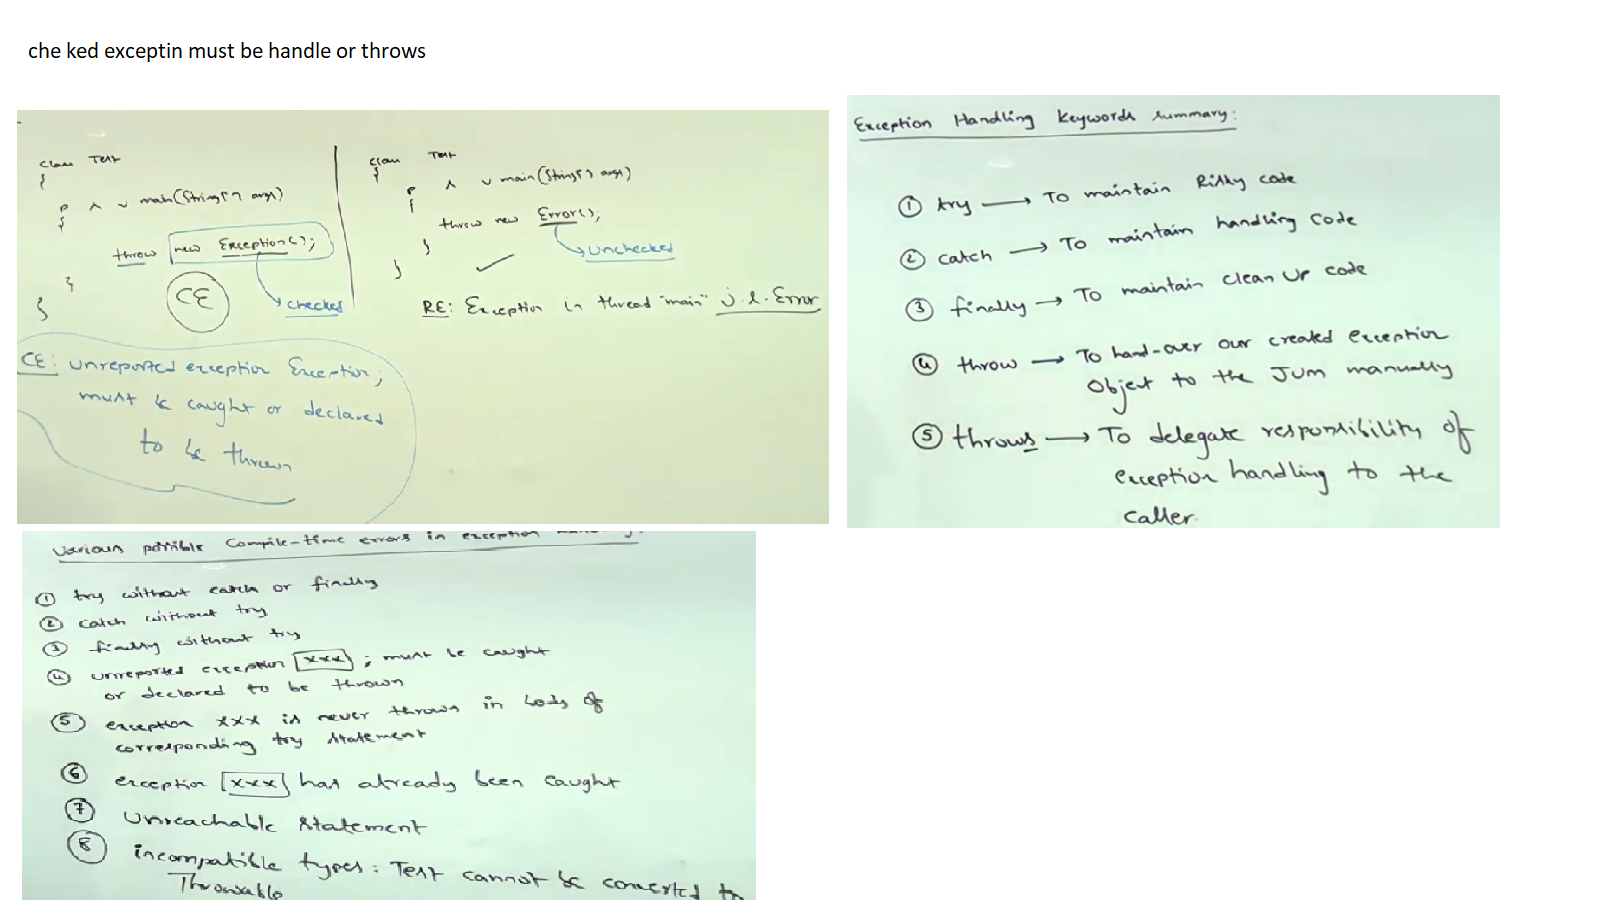 che ked exceptin must be handle or throws
class Test
{
p s v main(String[] args)
{
throw new Exception();
}
}
CE
checked
CE: unreported exception Exception;
must be caught or declared
to be thrown
class Test
{
p s v main(String[] args)
{
throw new Error();
}
}
unchecked
RE: Exception in thread "main" j.l.Error
Exception Handling Keywords summary:
① try → To maintain Risky code
② catch → To maintain handling code
③ finally → To maintain clean up code
④ throw → To hand-over our created exception
object to the JVM manually
⑤ throws → To delegate responsibility of
exception handling to the
caller.
Various possible Compile-time errors in exception
① try without catch or finally
② catch without try
③ finally without try
④ unreported exception xxx; must be caught
or declared to be thrown
⑤ exception xxx is never thrown in body of
corresponding try statement
⑥ exception xxx has already been caught
⑦ unreachable statement
⑧ incompatible types: Test cannot be converted to
Throwable